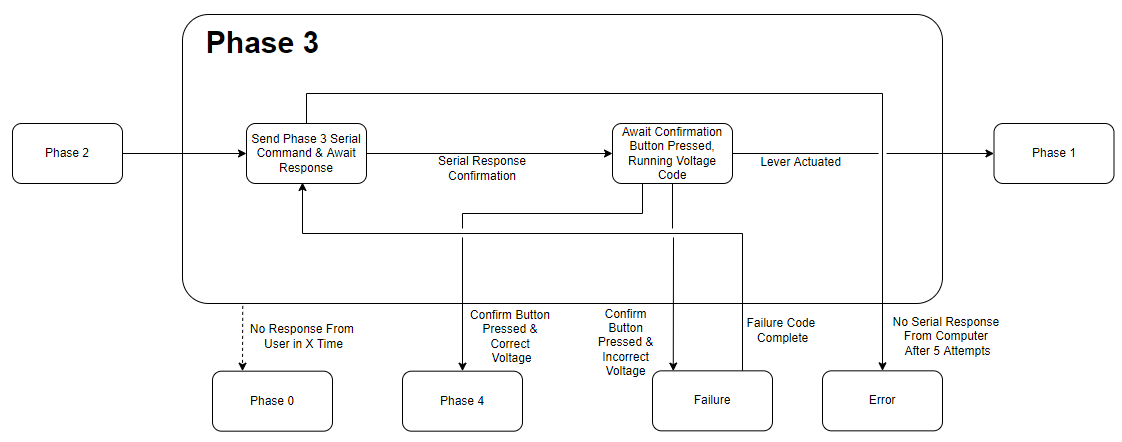 Phase 3
Phase 2
Send Phase 3 Serial
Command & Await
Response
Serial Response
Confirmation
Await Confirmation
Button Pressed,
Running Voltage
Code
Lever Actuated
Phase 1
No Response From
User in X Time
Confirm Button
Pressed &
Correct
Voltage
Confirm
Button
Pressed &
Incorrect
Voltage
Failure Code
Complete
No Serial Response
From Computer
After 5 Attempts
Phase 0
Phase 4
Failure
Error